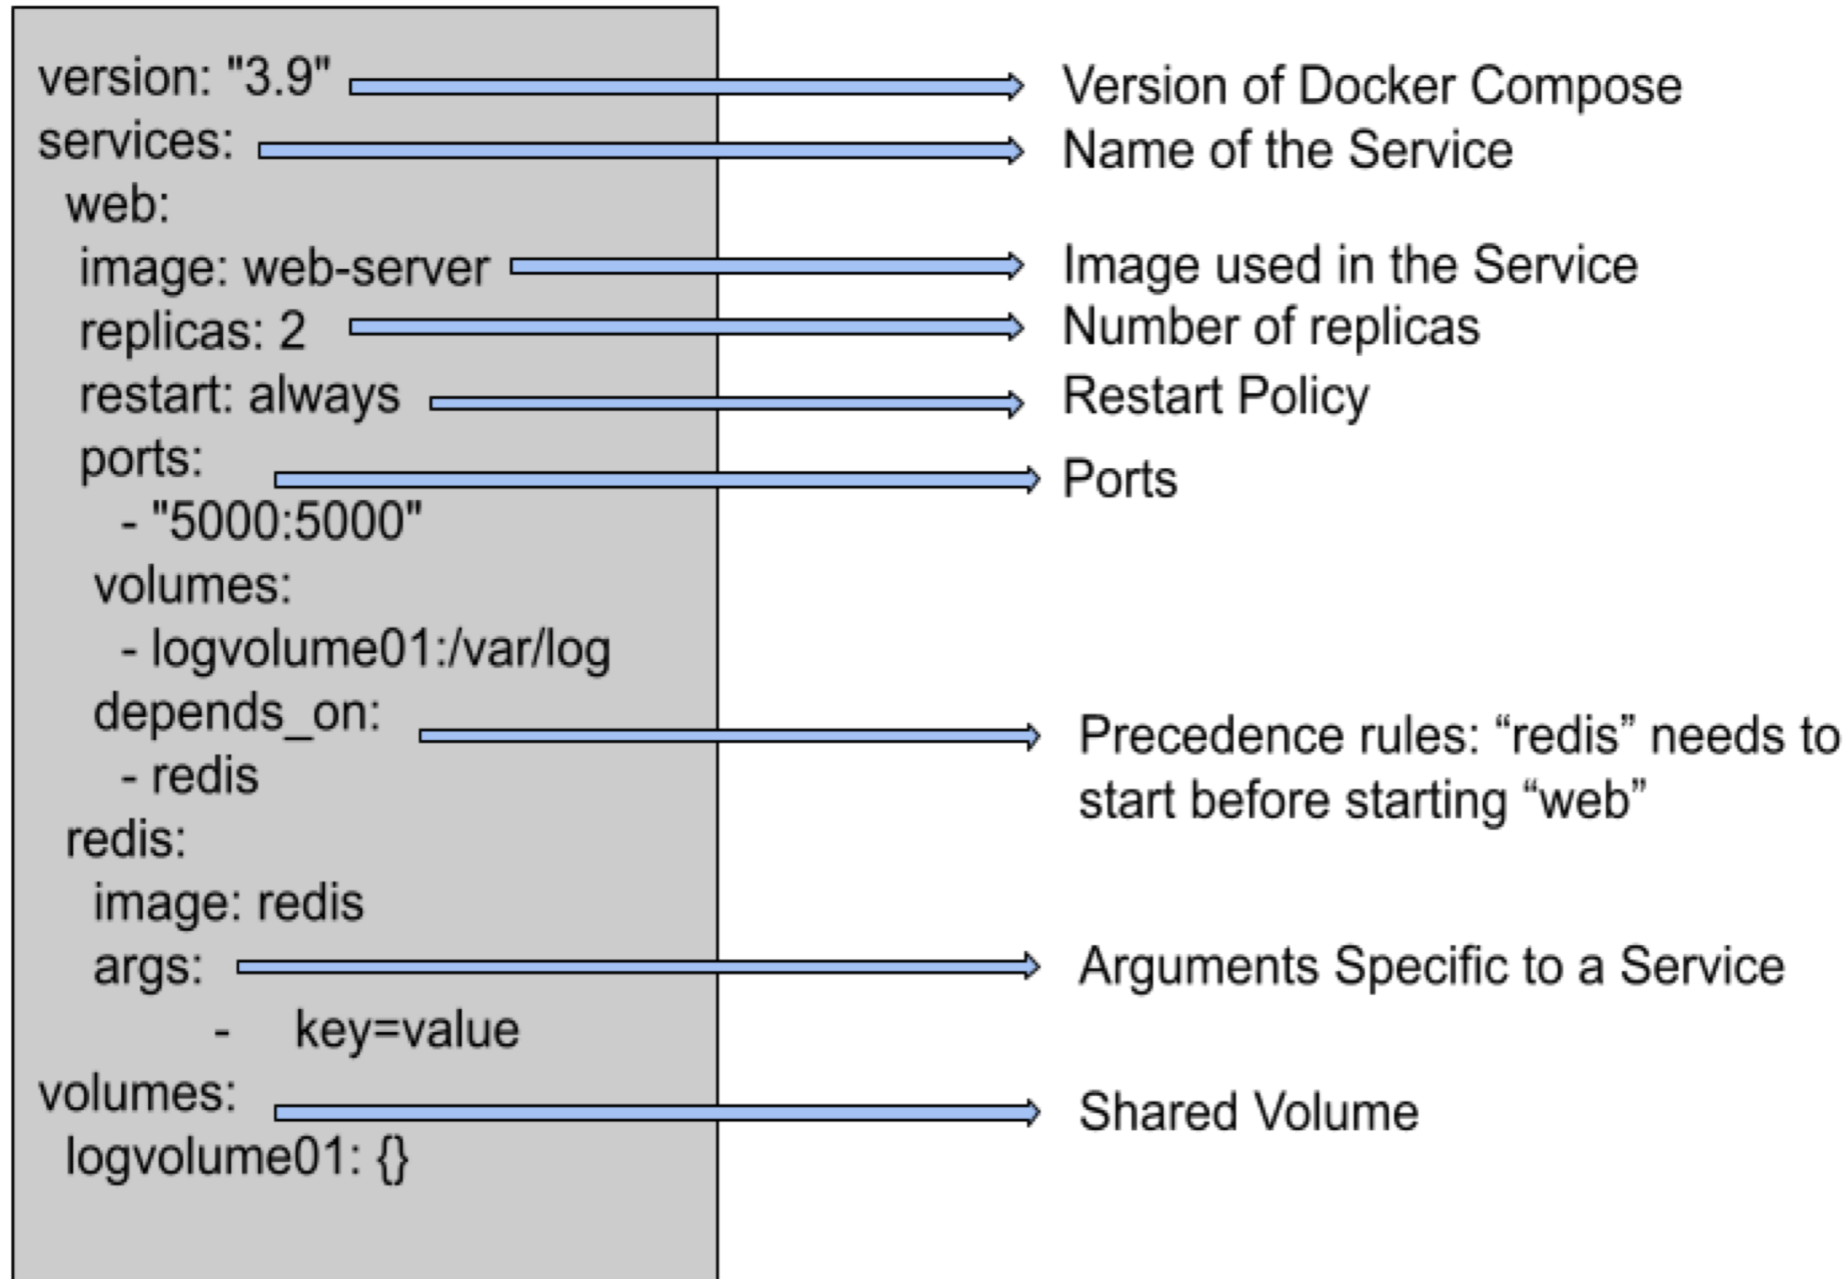 version: "3.9"
Version of Docker Compose
services:
Name of the Service
web:
image: web-server
Image used in the Service
replicas: 2
Number of replicas
restart: always
Restart Policy
ports:
Ports
- "5000:5000"
volumes:
- logvolume01:/var/log
depends_on:
Precedence rules: “redis” needs to
start before starting “web”
- redis
redis:
image: redis
args:
Arguments Specific to a Service
- key=value
volumes:
Shared Volume
logvolume01: {}